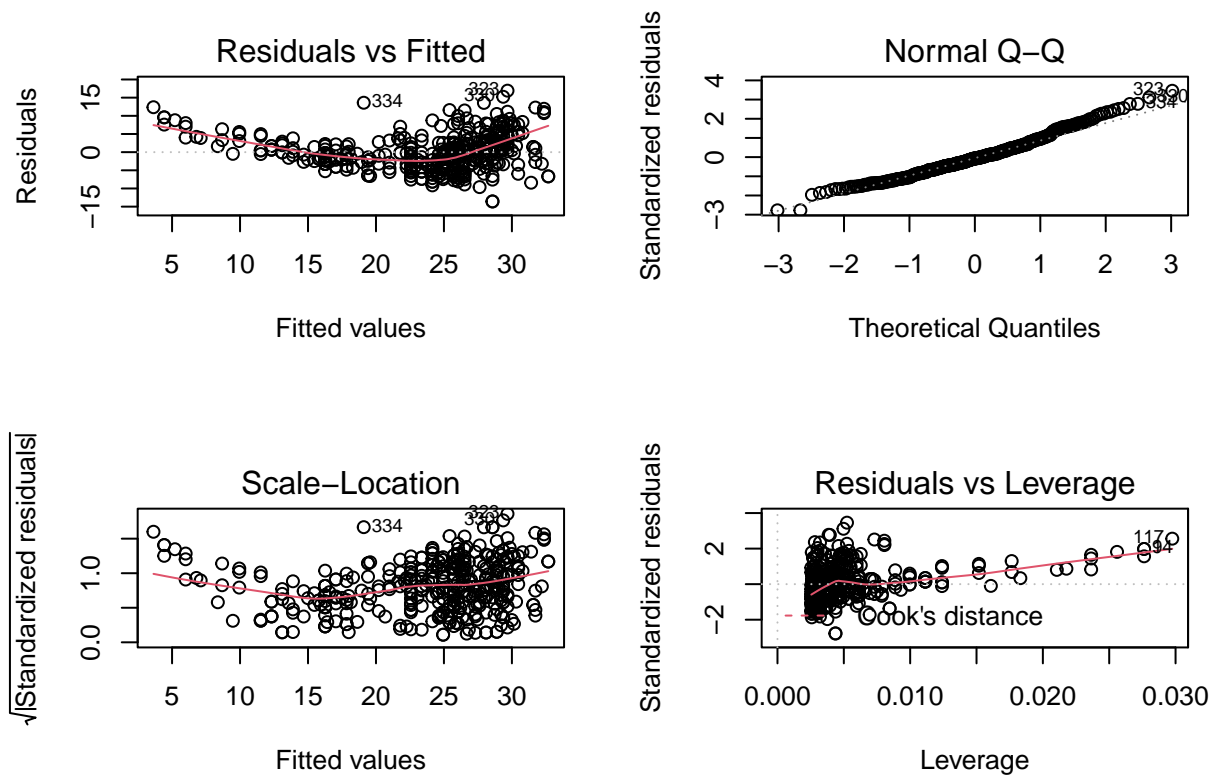 Residuals vs Fitted
Residuals
15
0
−15
323
330
334
5 10 15 20 25 30
Fitted values
Normal Q−Q
Standardized residuals
4
2
0
−3
323
334
−3 −2 −1 0 1 2 3
Theoretical Quantiles
Scale−Location
√|Standardized residuals|
1.0
0.0
323
330
334
5 10 15 20 25 30
Fitted values
Residuals vs Leverage
Standardized residuals
2
−2
117
94
Cook's distance
0.000 0.010 0.020 0.030
Leverage